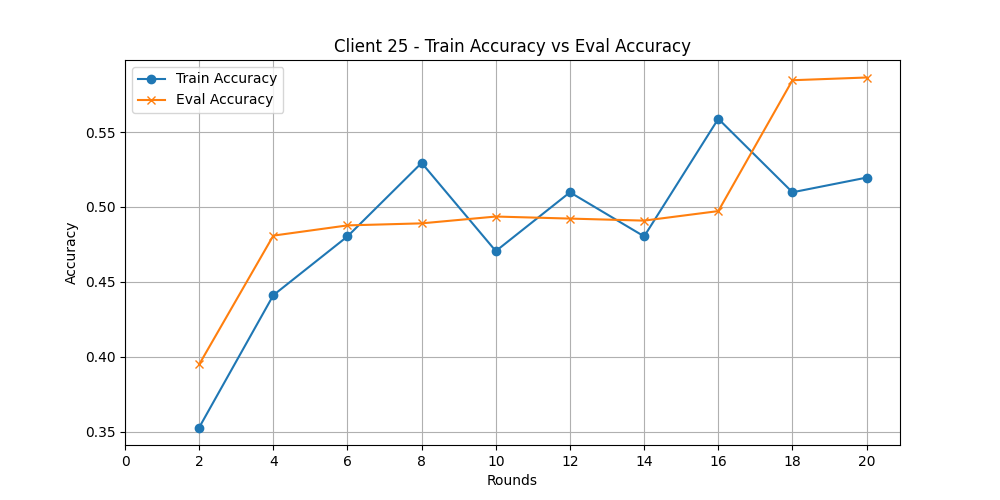 Client 25 - Train Accuracy vs Eval Accuracy
Train Accuracy
Eval Accuracy
Accuracy
0.55
0.50
0.45
0.40
0.35
0 2 4 6 8 10 12 14 16 18 20
Rounds